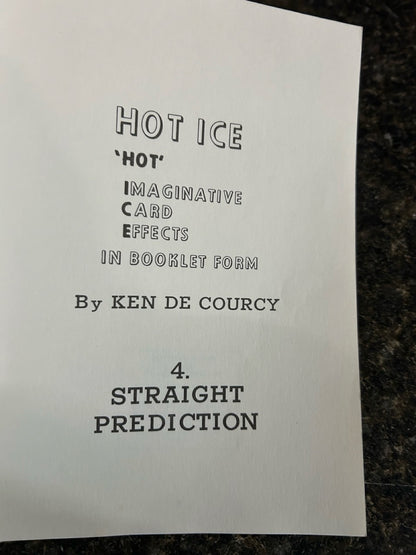 HOT ICE
'HOT'
IMAGINATIVE
CARD
EFFECTS
IN BOOKLET FORM
By KEN DE COURCY
4.
STRAIGHT
PREDICTION